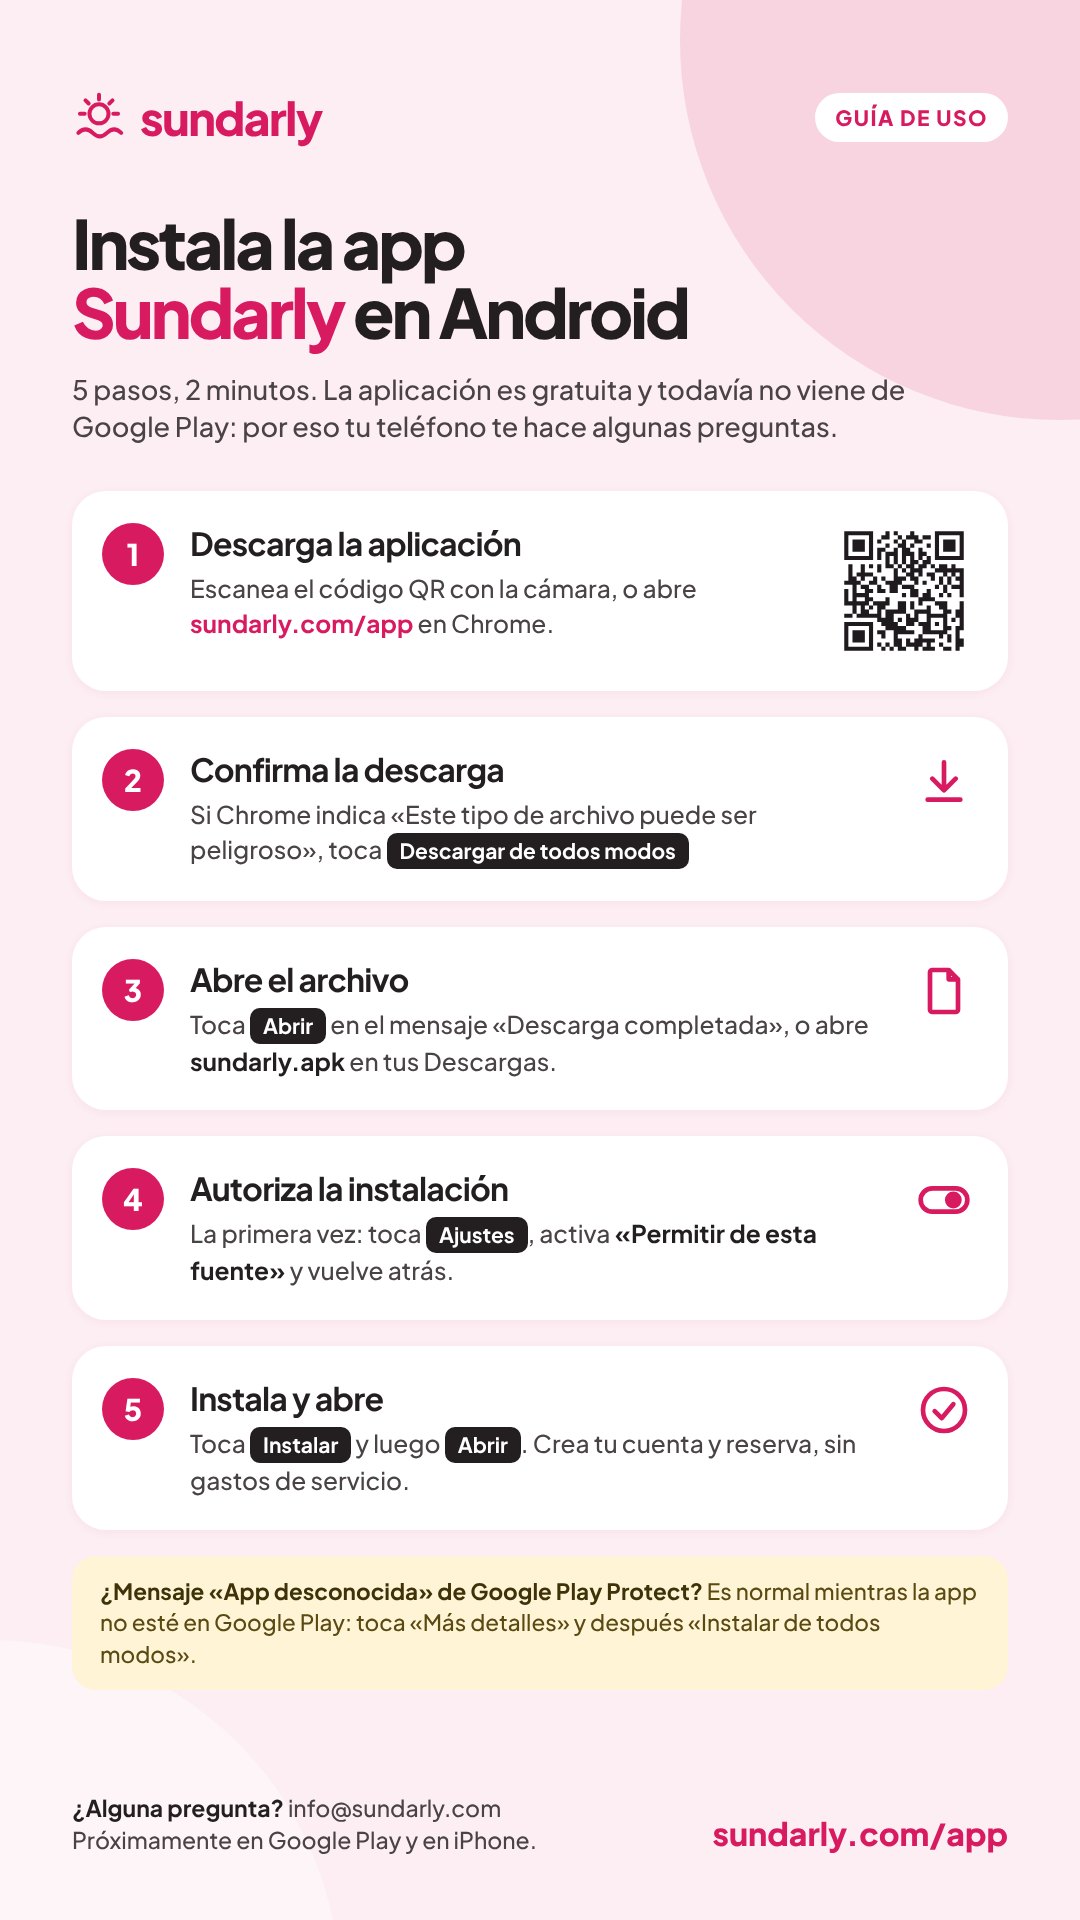 sundarly
GUÍA DE USO
Instala la app
Sundarly en Android
5 pasos, 2 minutos. La aplicación es gratuita y todavía no viene de
Google Play: por eso tu teléfono te hace algunas preguntas.
1
Descarga la aplicación
Escanea el código QR con la cámara, o abre
sundarly.com/app en Chrome.
2
Confirma la descarga
Si Chrome indica «Este tipo de archivo puede ser
peligroso», toca Descargar de todos modos
3
Abre el archivo
Toca Abrir en el mensaje «Descarga completada», o abre
sundarly.apk en tus Descargas.
4
Autoriza la instalación
La primera vez: toca Ajustes, activa «Permitir de esta
fuente» y vuelve atrás.
5
Instala y abre
Toca Instalar y luego Abrir. Crea tu cuenta y reserva, sin
gastos de servicio.
¿Mensaje «App desconocida» de Google Play Protect? Es normal mientras la app
no esté en Google Play: toca «Más detalles» y después «Instalar de todos
modos».
¿Alguna pregunta? info@sundarly.com
Próximamente en Google Play y en iPhone.
sundarly.com/app